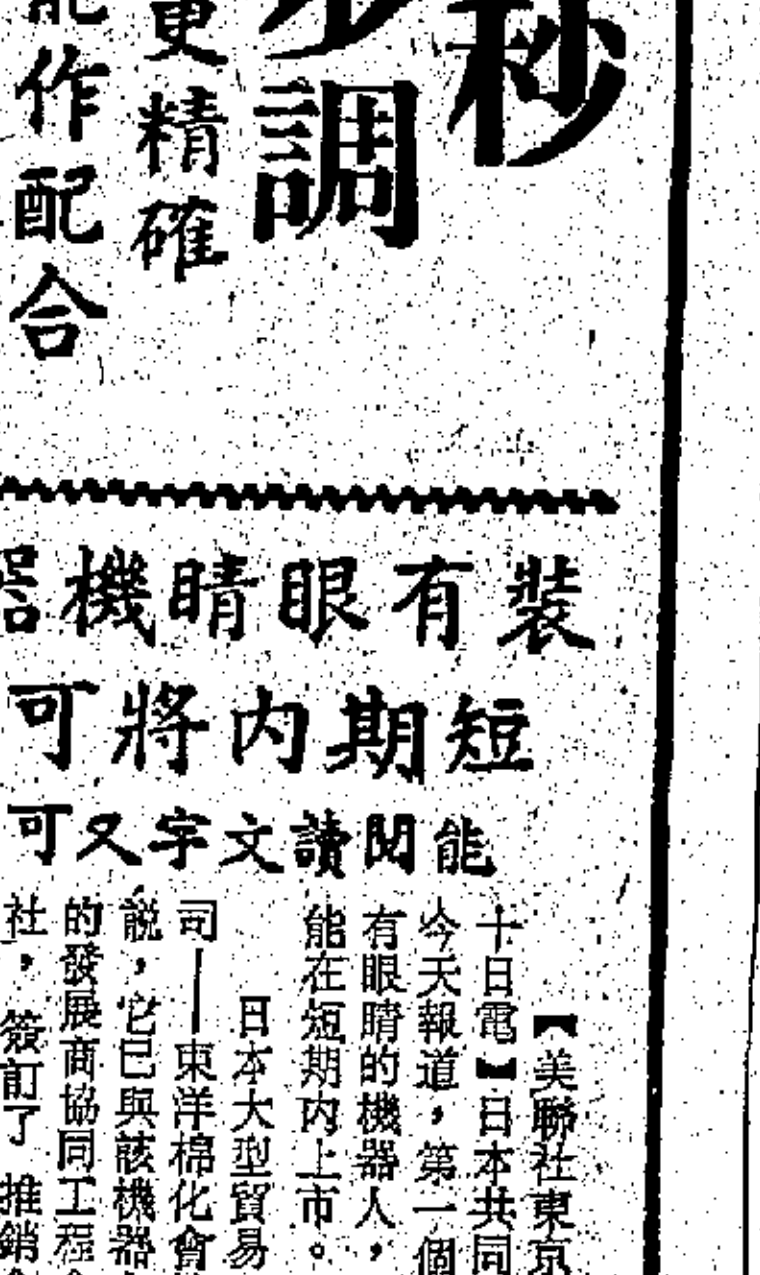 秒
調
更精確
作配合
裝有眼睛機器
短期內將可
能閱讀文字又可
【美聯社東京
十日電】日本共同
今天報道，第一個
有眼睛的機器人，
能在短期內上市。
日本大型貿易
司——東洋棉化會
說，它已與該機器
的發展商協同工程
社，簽訂了推銷